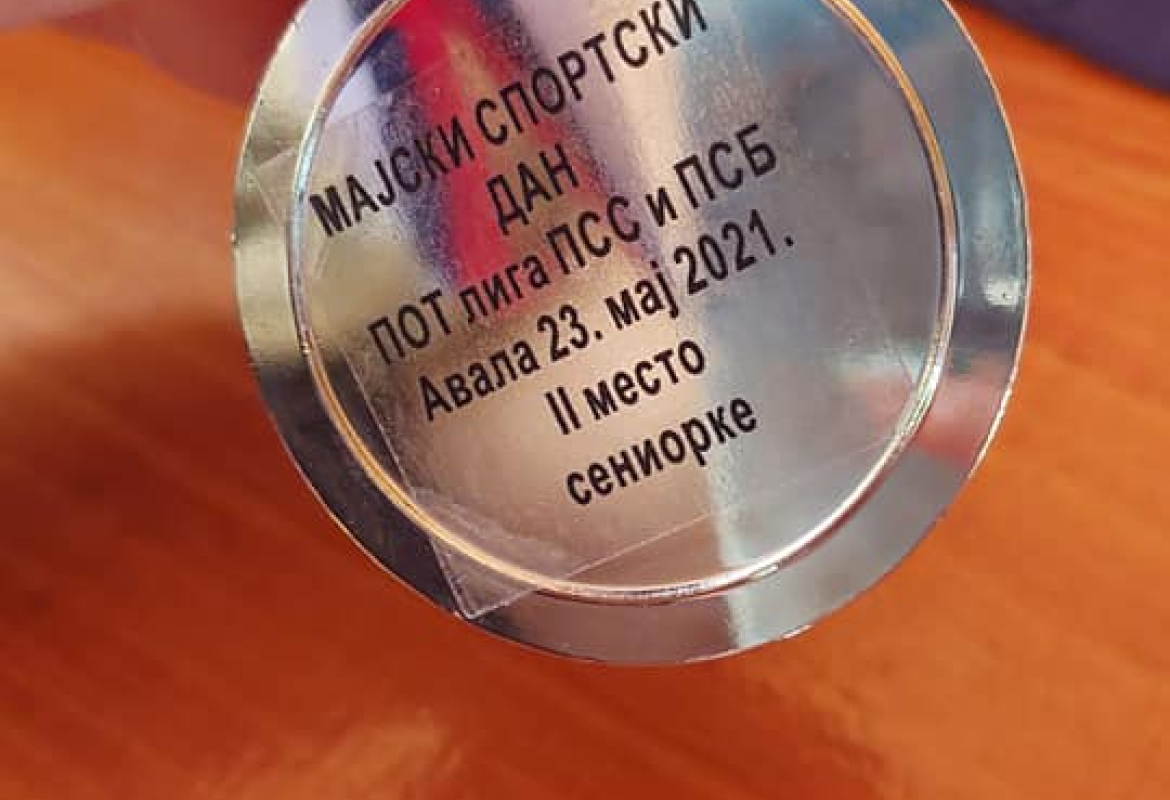 МАЈСКИ СПОРТСКИ
ДАН
ПОТ лига ПСС и ПСБ
Авала 23. мај 2021.
II место
сениорке